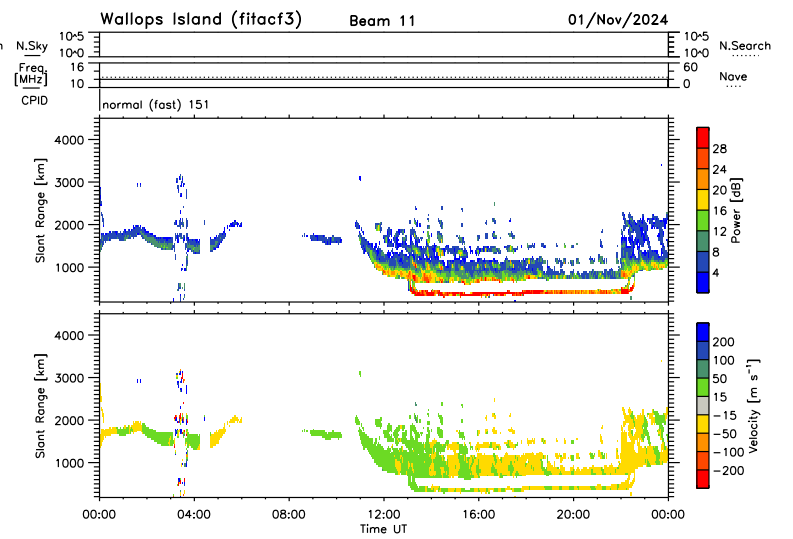 Wallops Island (fitacf3) Beam 11 01/Nov/2024
N.Sky 10^5 10^0 10^5 10^0 N.Search
Freq. [MHz] 16 10 60 0 Nave
CPID normal (fast) 151
Slant Range [km] 4000 3000 2000 1000
28 24 20 16 12 8 4 Power [dB]
Slant Range [km] 4000 3000 2000 1000
200 100 50 15 -15 -50 -100 -200 Velocity [m s⁻¹]
00:00 04:00 08:00 12:00 16:00 20:00 00:00
Time UT